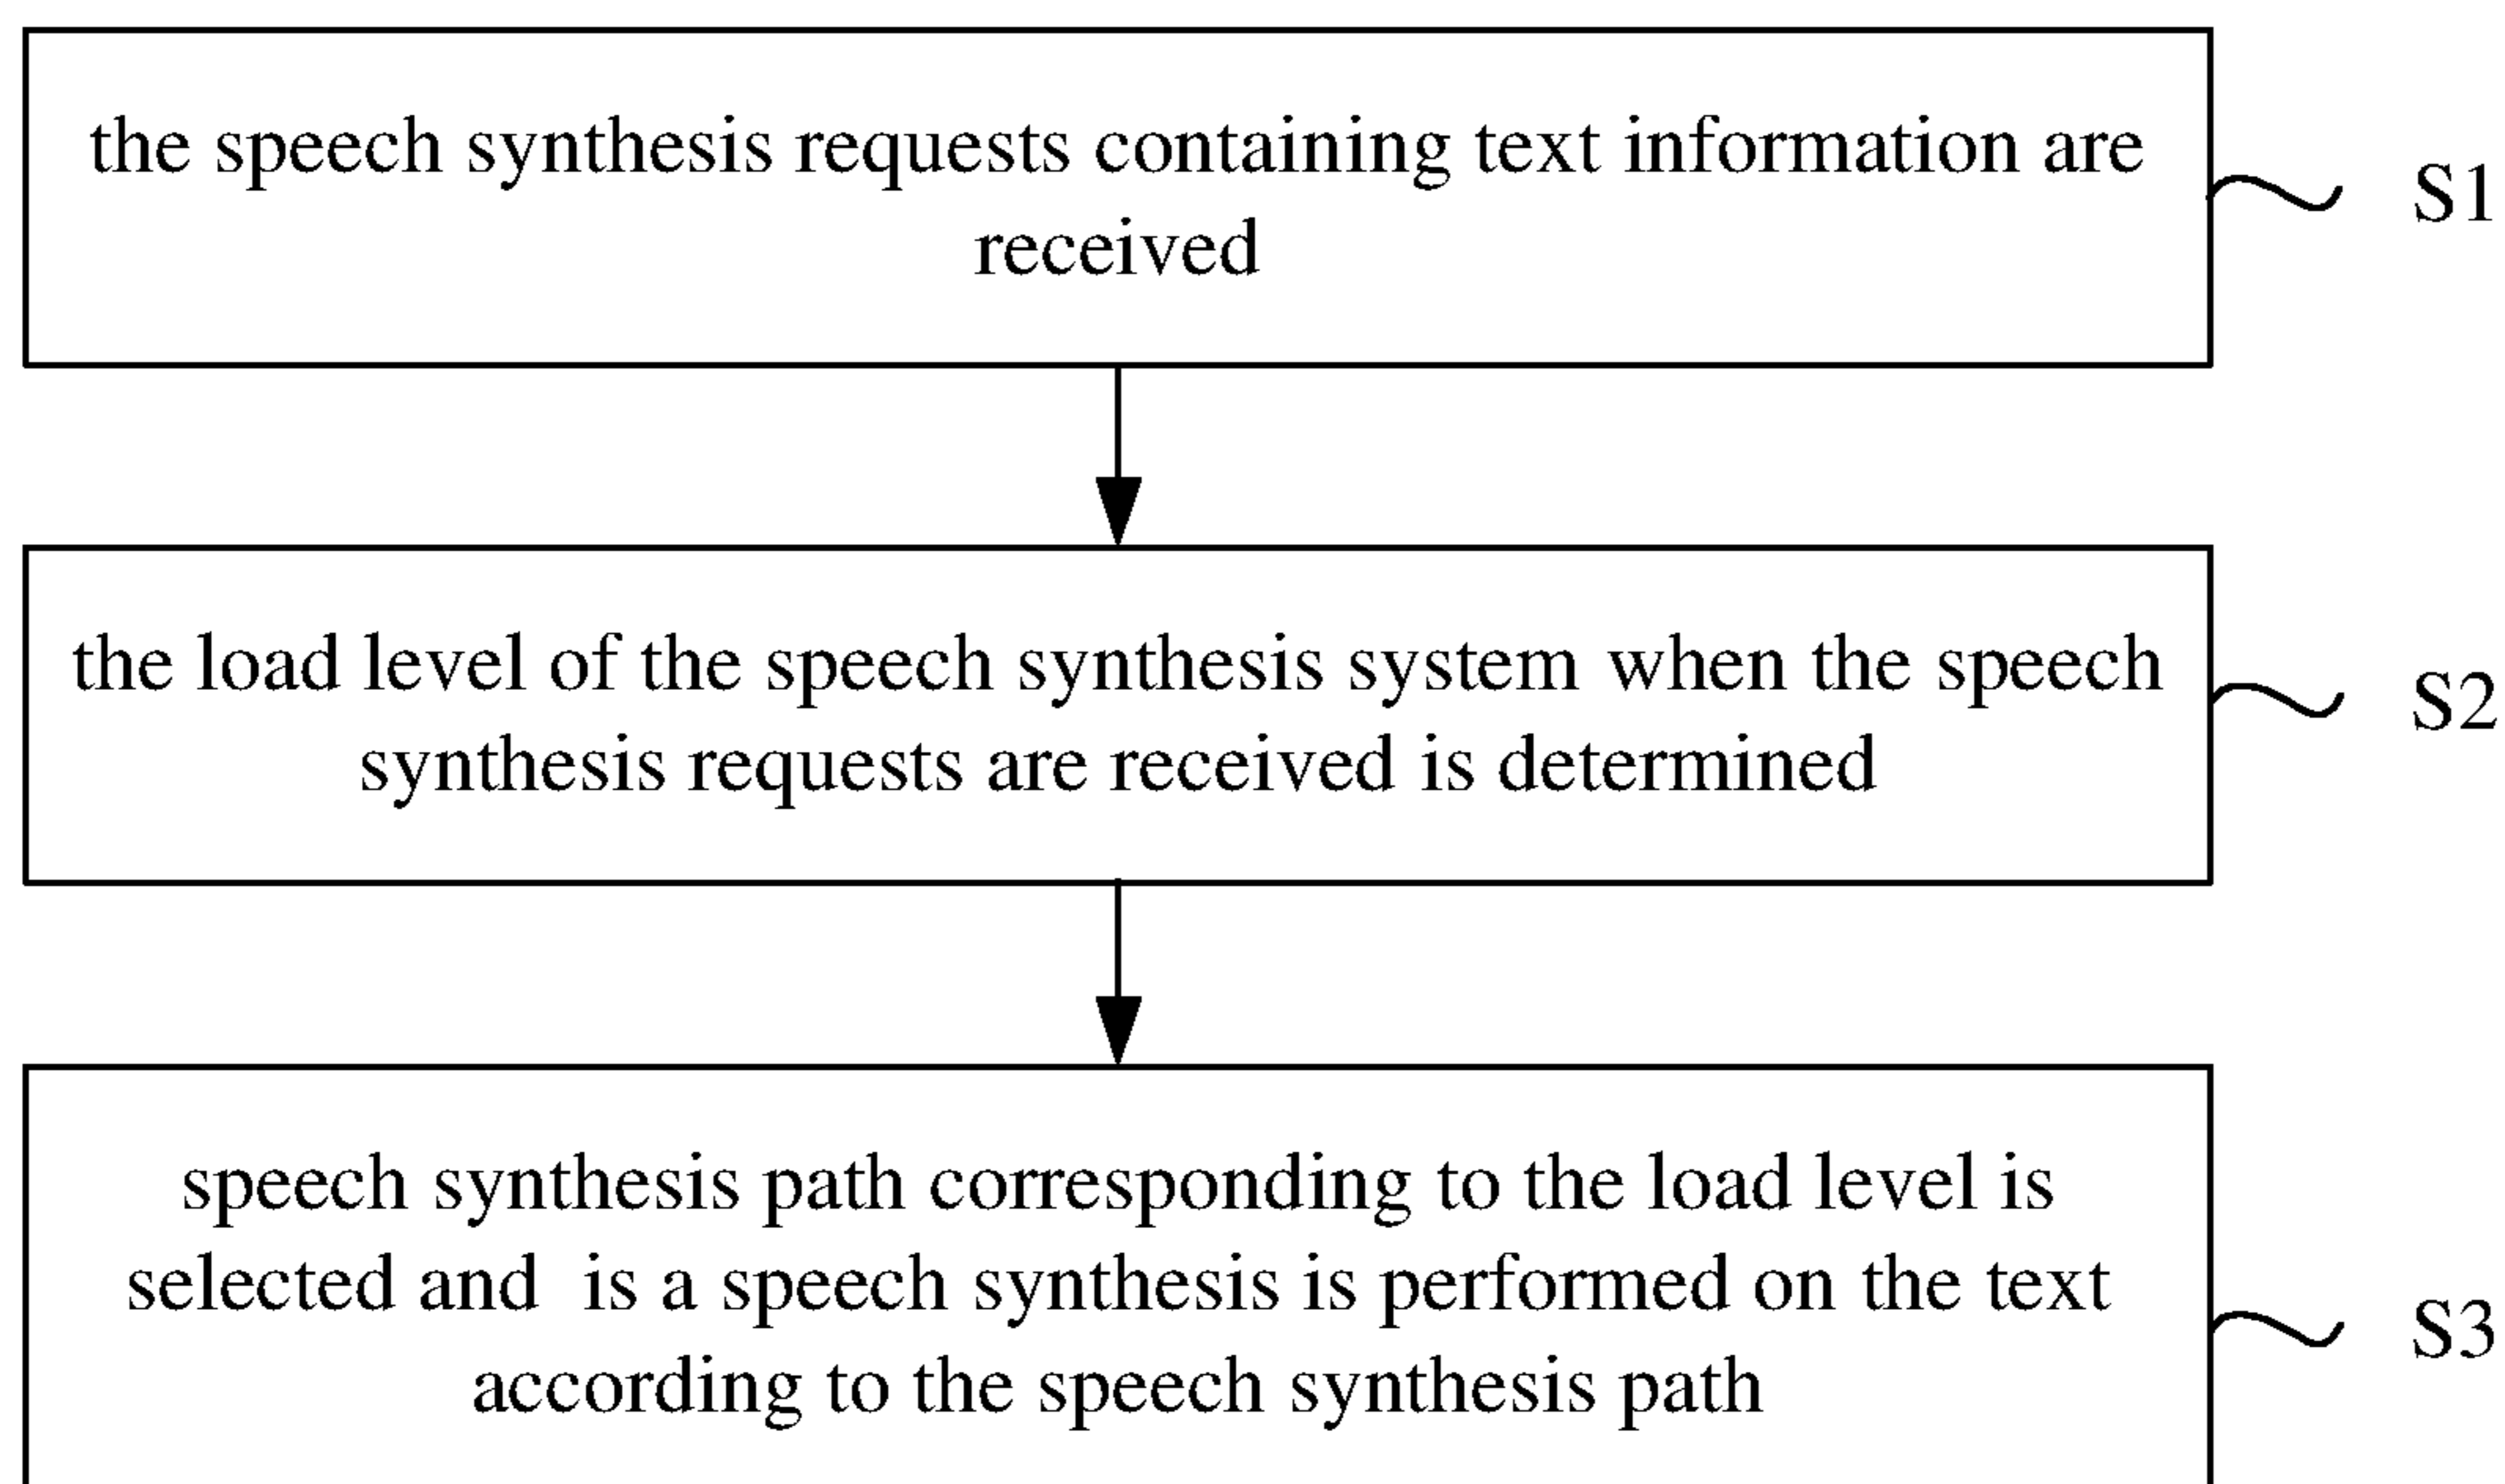 the speech synthesis requests containing text information are
received
S1
the load level of the speech synthesis system when the speech
synthesis requests are received is determined
S2
speech synthesis path corresponding to the load level is
selected and is a speech synthesis is performed on the text
according to the speech synthesis path
S3